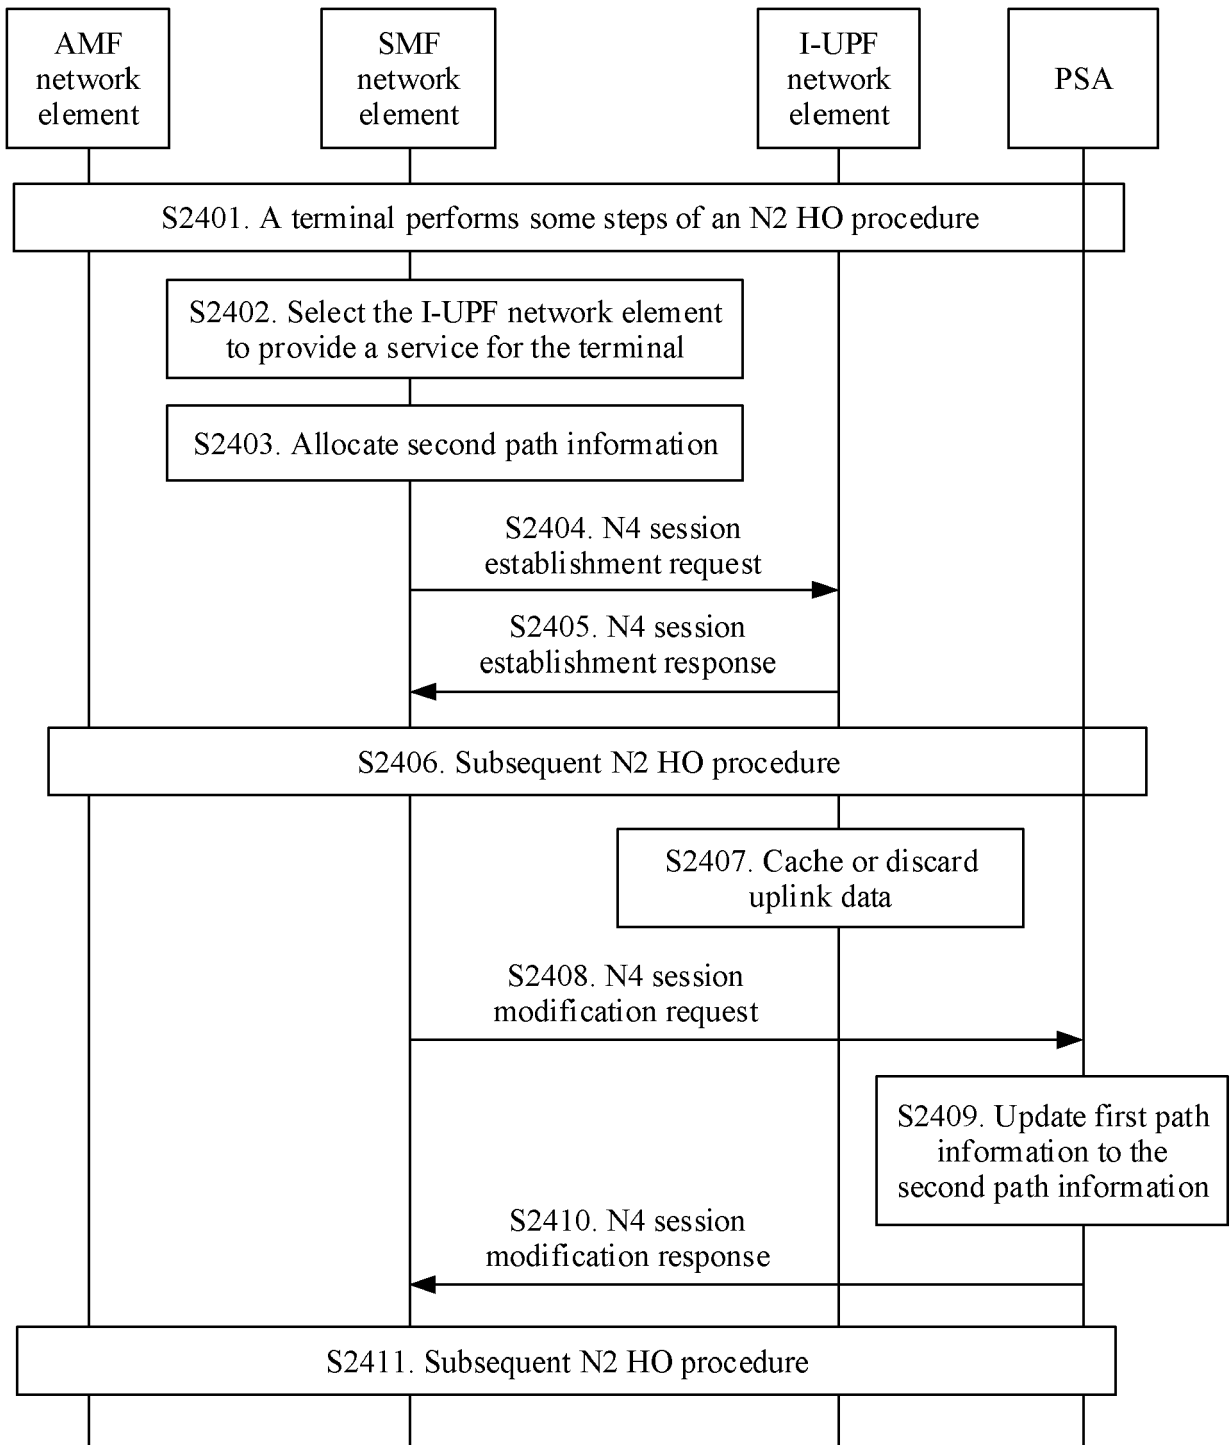 AMF
network
element
SMF
network
element
I-UPF
network
element
PSA
S2401. A terminal performs some steps of an N2 HO procedure
S2402. Select the I-UPF network element
to provide a service for the terminal
S2403. Allocate second path information
S2404. N4 session
establishment request
S2405. N4 session
establishment response
S2406. Subsequent N2 HO procedure
S2407. Cache or discard
uplink data
S2408. N4 session
modification request
S2409. Update first path
information to the
second path information
S2410. N4 session
modification response
S2411. Subsequent N2 HO procedure